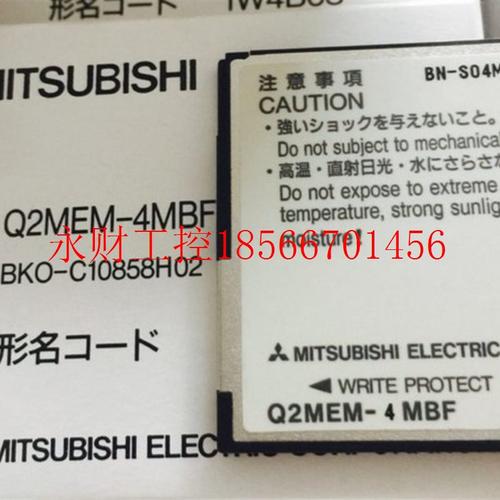 形名コード 1W4B03
MITSUBISHI
Q2MEM-4MBF
BKO-C10858H02
形名コード
MITSUBISHI ELECTRIC
注意事項 BN-S04M
CAUTION
・強いショックを与えないこと。
Do not subject to mechanical
・高温・直射日光・水にさらさな
Do not expose to extreme
temperature, strong sunlig
moisture!
永财工控18566701456
MITSUBISHI ELECTRIC
◀ WRITE PROTECT
Q2MEM-4MBF